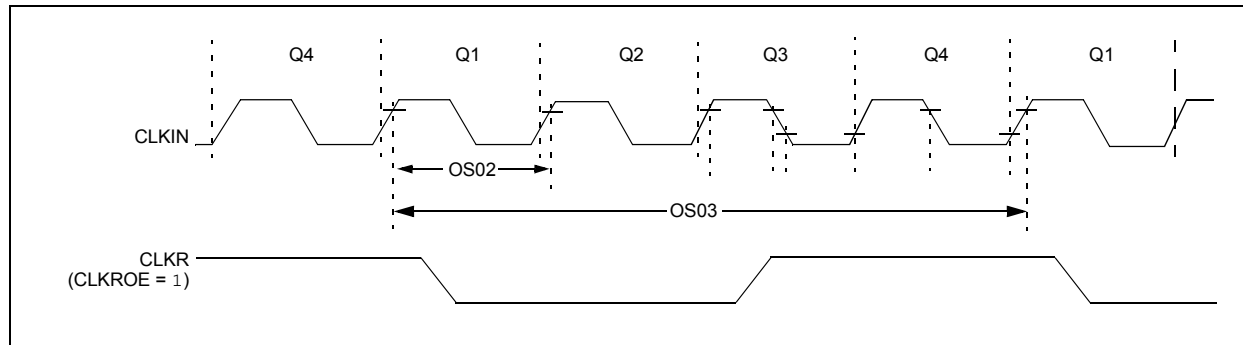 Q4 Q1 Q2 Q3 Q4 Q1
CLKIN
OS02
OS03
CLKR
(CLKROE = 1)